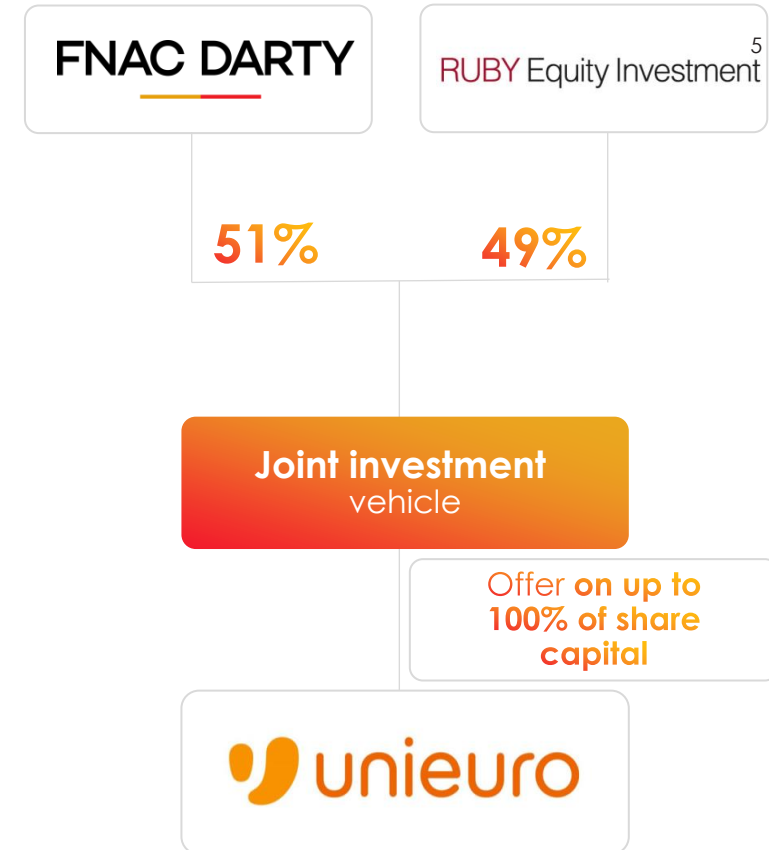 FNAC DARTY
RUBY Equity Investment 5
51%
49%
Joint investment
vehicle
Offer on up to
100% of share
capital
unieuro